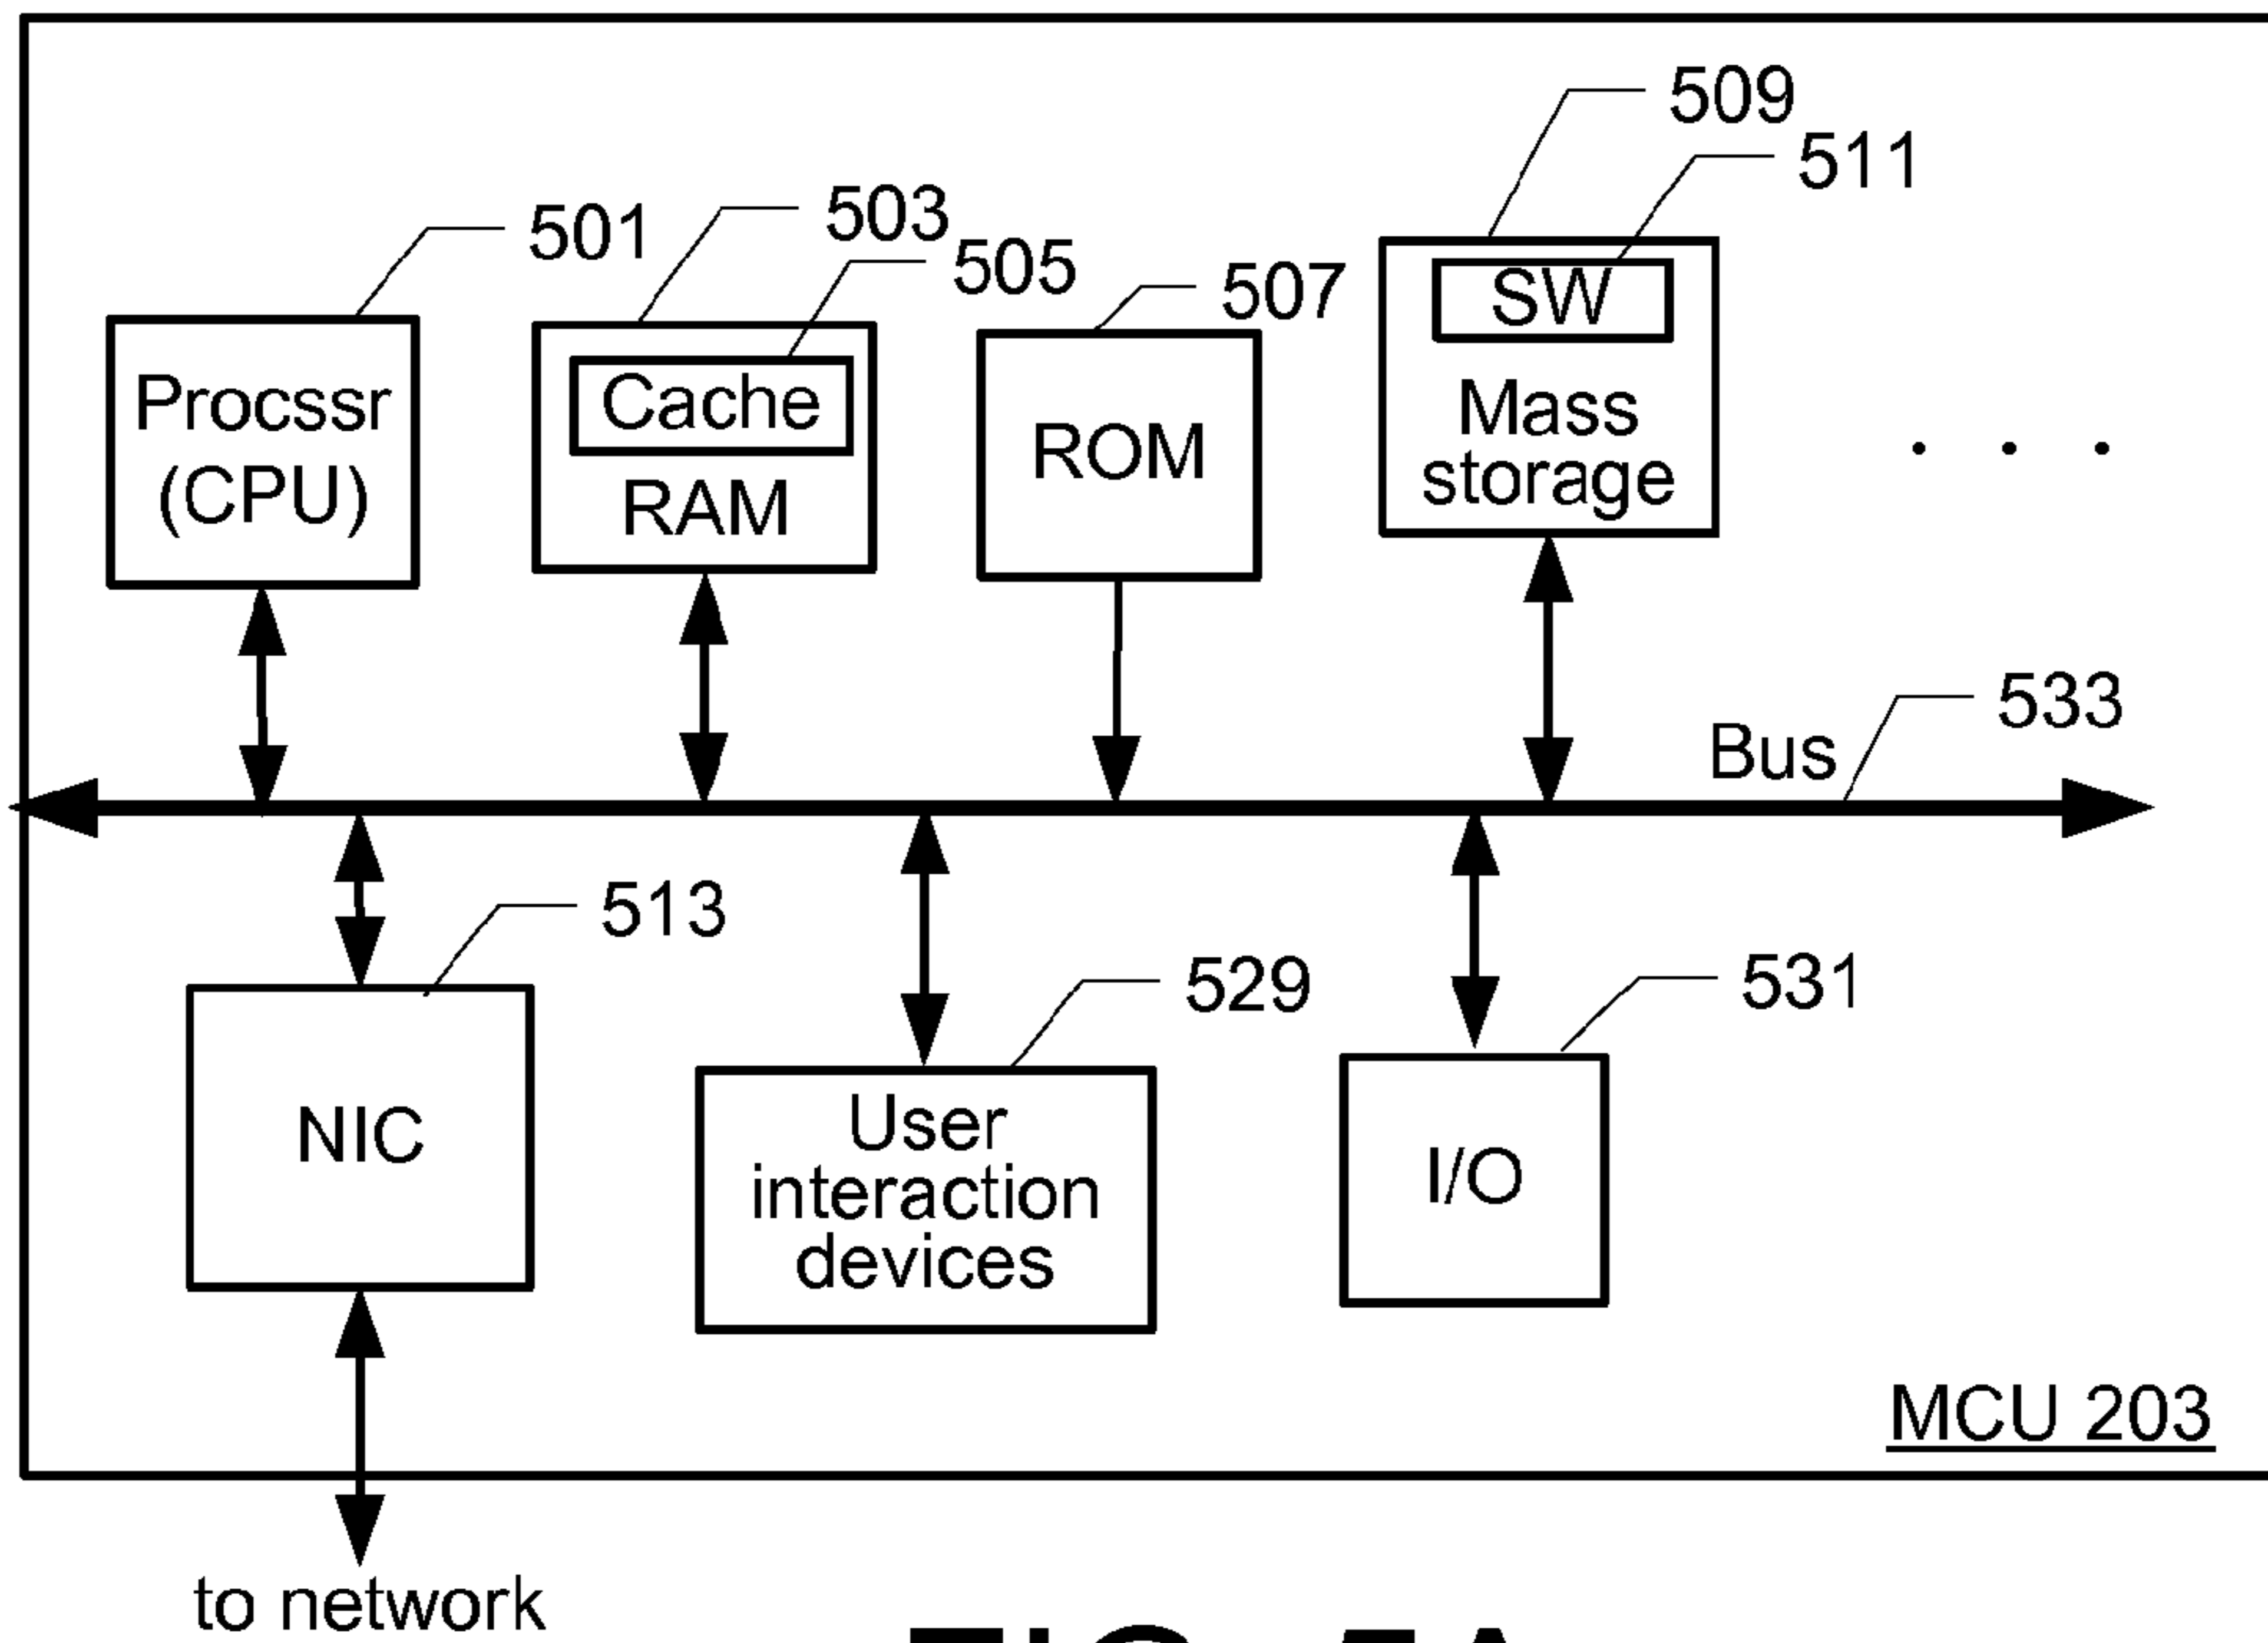 509
511
501
503
505
507
SW
Procssr
(CPU)
Cache
RAM
ROM
Mass
storage
. . .
533
Bus
513
529
531
NIC
User
interaction
devices
I/O
MCU 203
to network